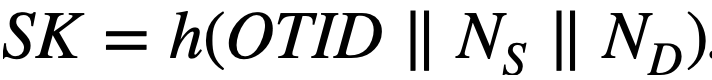 SK = h(OTID ∥ N_S ∥ N_D).